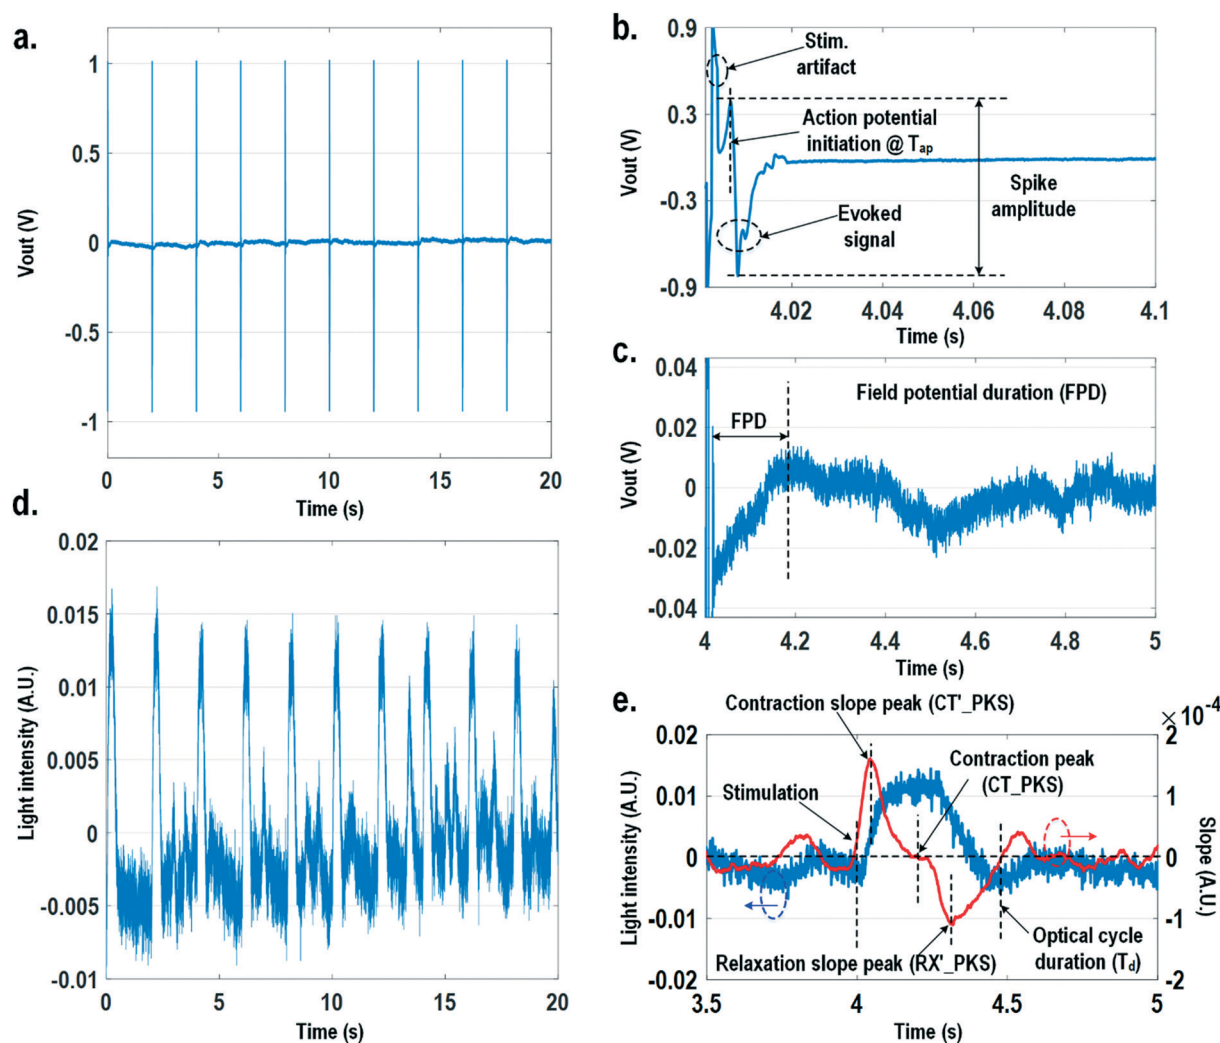 a.
Vout (V)
1
0.5
0
-0.5
-1
0 5 10 15 20
Time (s)
b.
Vout (V)
0.9
0.3
-0.3
-0.9
Stim.
artifact
Action potential
initiation @ Tap
Evoked
signal
Spike
amplitude
4.02 4.04 4.06 4.08 4.1
Time (s)
c.
Vout (V)
0.04
0.02
0
-0.02
-0.04
Field potential duration (FPD)
FPD
4 4.2 4.4 4.6 4.8 5
Time (s)
d.
Light intensity (A.U.)
0.02
0.015
0.01
0.005
0
-0.005
-0.01
0 5 10 15 20
Time (s)
e.
Light intensity (A.U.)
0.02
0.01
0
-0.01
-0.02
× 10-4
2
1
0
-1
-2
Slope (A.U.)
Contraction slope peak (CT'_PKS)
Contraction peak
(CT_PKS)
Stimulation
Relaxation slope peak (RX'_PKS)
Optical cycle
duration (Td)
3.5 4 4.5 5
Time (s)